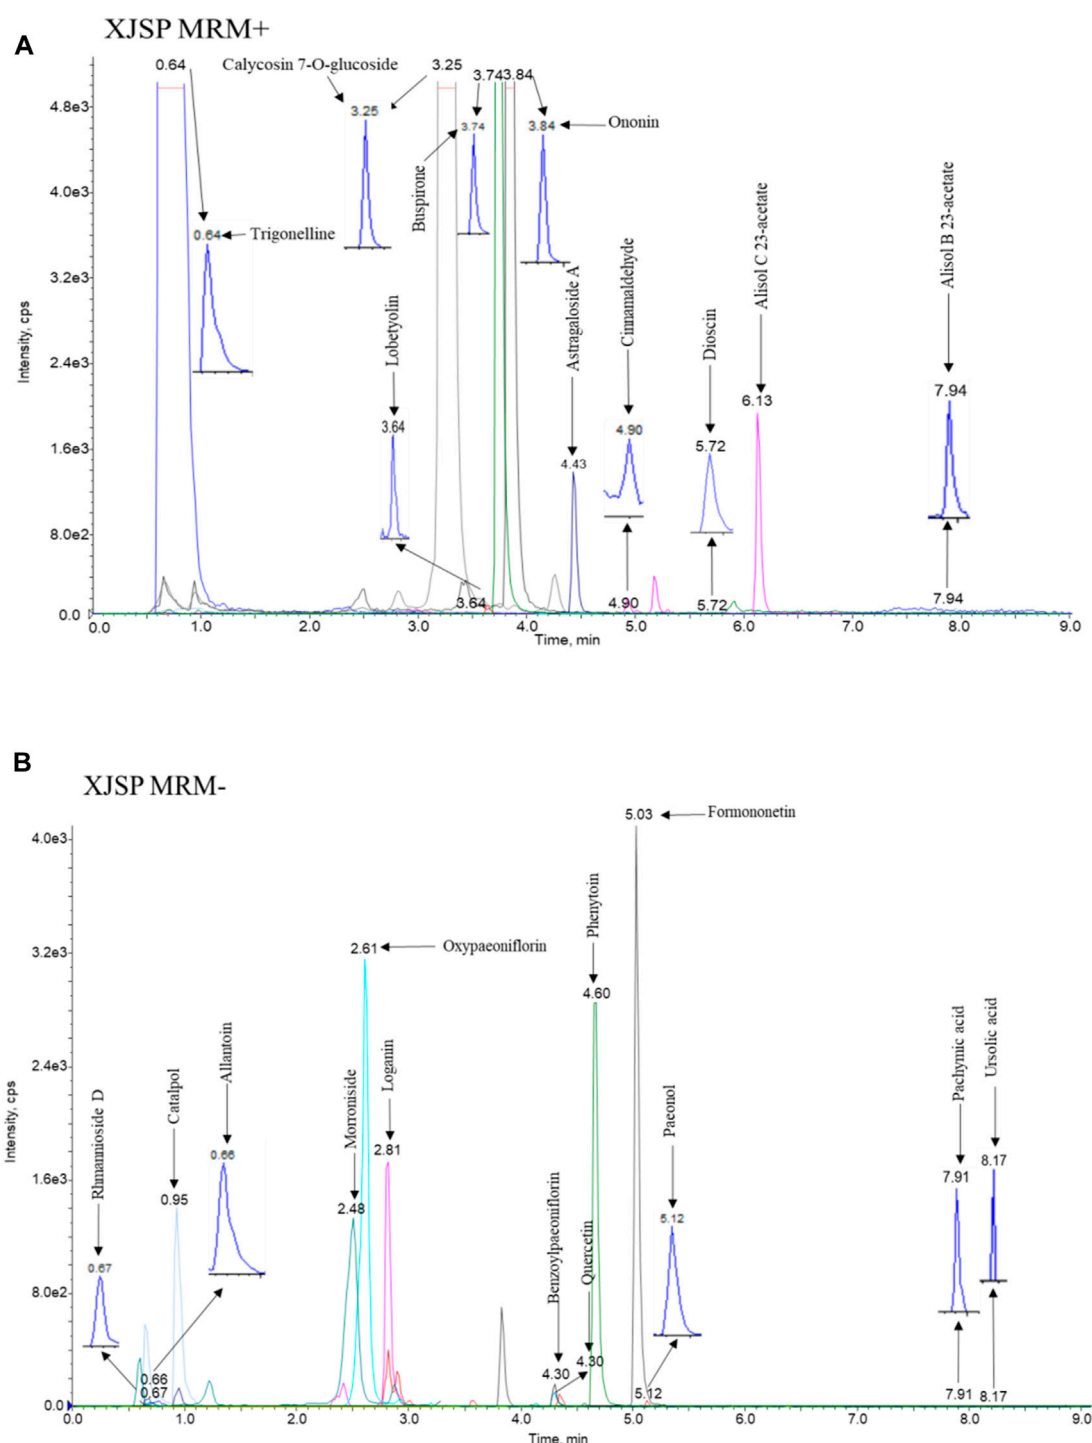 A
XJSP MRM+
0.64
Calycosin 7-O-glucoside
3.25
3.74
3.84
3.25
3.74
3.84
Ononin
Buspirone
0.64
Trigonelline
Lobetyolin
3.64
Astragaloside A
4.43
Cinnamaldehyde
4.90
Dioscin
5.72
Alisol C 23-acetate
6.13
Alisol B 23-acetate
7.94
4.8e3
4.0e3
3.2e3
2.4e3
1.6e3
8.0e2
0.0
Intensity, cps
3.64
4.90
5.72
7.94
0.0 1.0 2.0 3.0 4.0 5.0 6.0 7.0 8.0 9.0
Time, min
B
XJSP MRM-
5.03
Formononetin
2.61
Oxypaeoniflorin
Phenytoin
4.60
Rhmannioside D
0.67
Catalpol
0.95
Allantoin
0.66
Morroniside
2.48
Loganin
2.81
Benzoylpaeoniflorin
4.30
Quercetin
4.30
Paeonol
5.12
Pachymic acid
7.91
Ursolic acid
8.17
4.0e3
3.2e3
2.4e3
1.6e3
8.0e2
0.0
Intensity, cps
0.66
0.67
5.12
7.91
8.17
0.0 1.0 2.0 3.0 4.0 5.0 6.0 7.0 8.0 9.0
Time, min